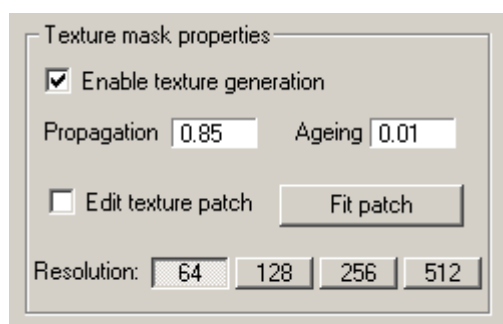 Texture mask properties
Enable texture generation
Propagation 0.85 Ageing 0.01
Edit texture patch Fit patch
Resolution: 64 128 256 512